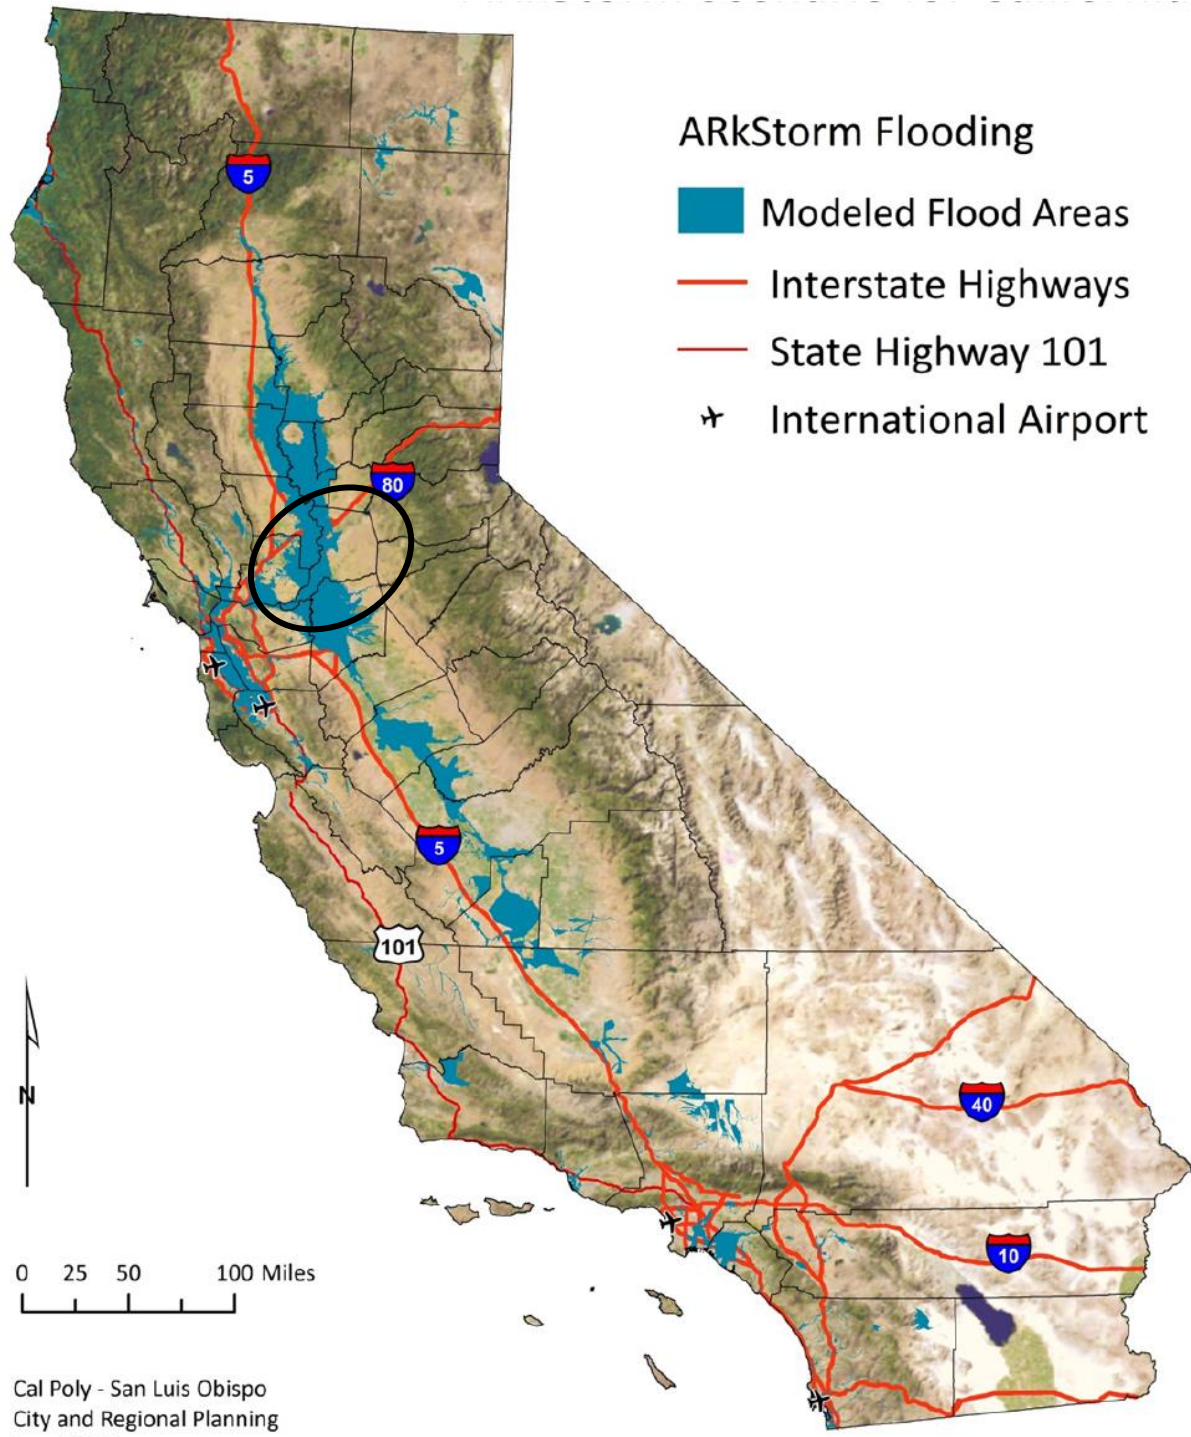 ARkStorm Flooding
Modeled Flood Areas
Interstate Highways
State Highway 101
International Airport
5
80
5
101
40
10
N
0 25 50 100 Miles
Cal Poly - San Luis Obispo
City and Regional Planning